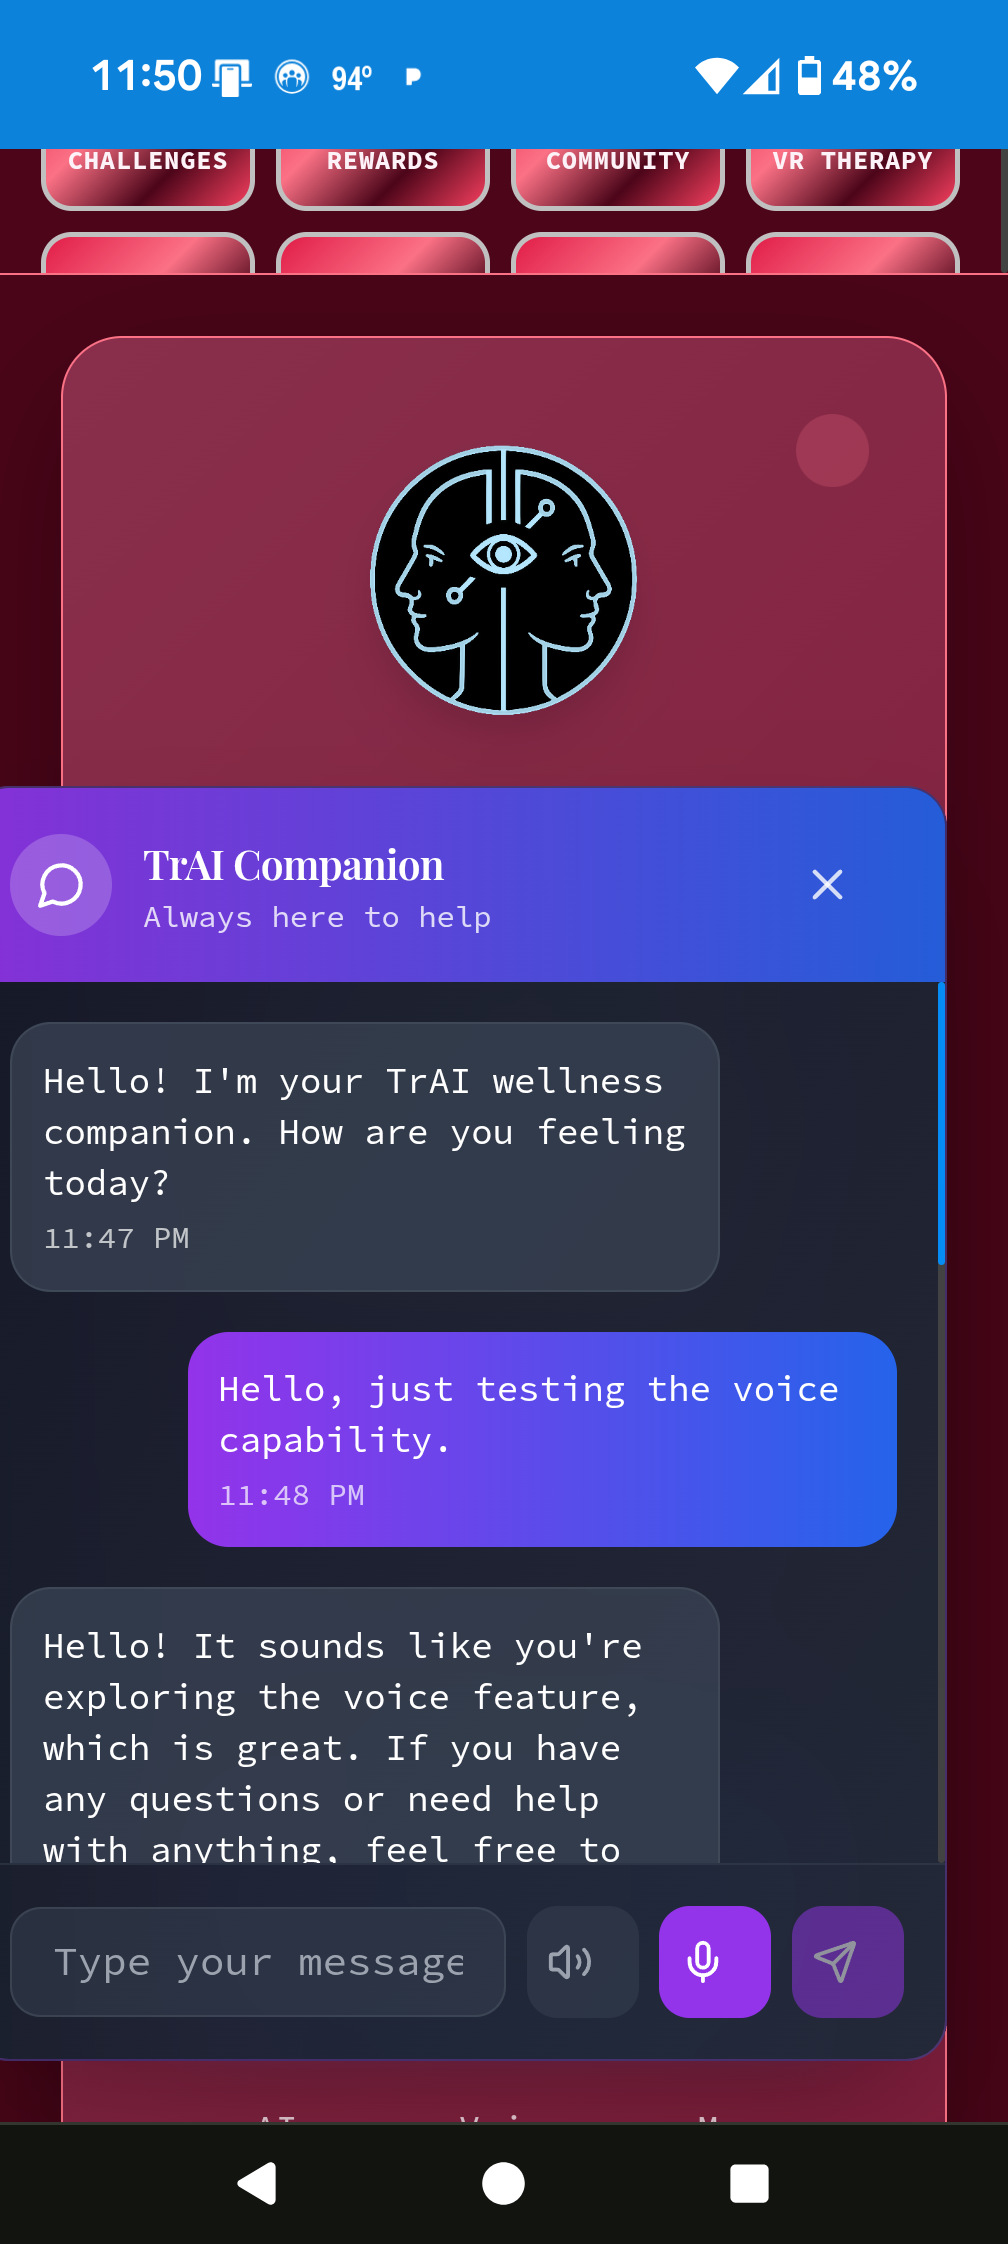 11:50 94° 48%
CHALLENGES REWARDS COMMUNITY VR THERAPY
TrAI Companion
Always here to help
Hello! I'm your TrAI wellness
companion. How are you feeling
today?
11:47 PM
Hello, just testing the voice
capability.
11:48 PM
Hello! It sounds like you're
exploring the voice feature,
which is great. If you have
any questions or need help
with anything, feel free to
Type your message